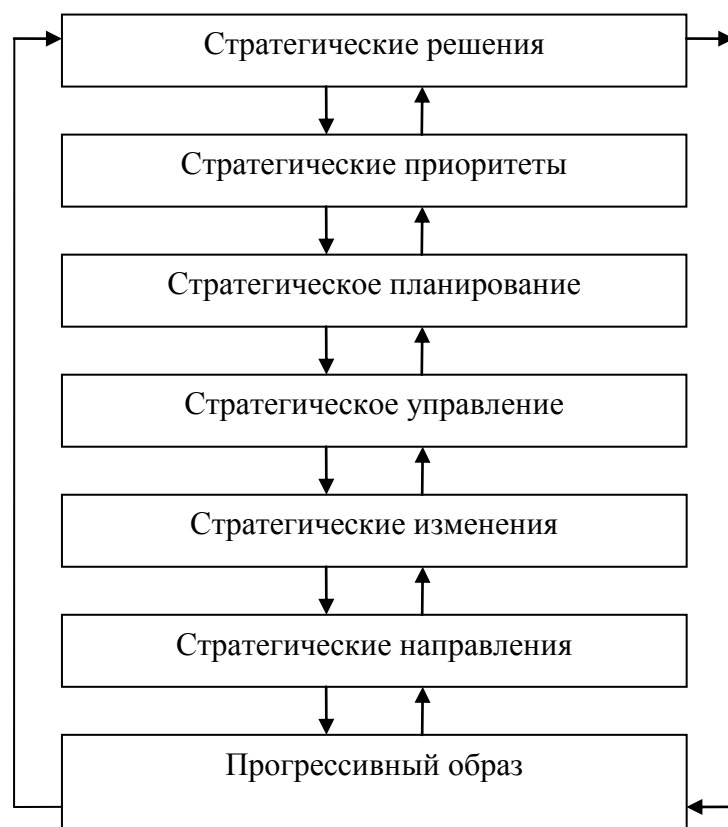 Стратегические решения
Стратегические приоритеты
Стратегическое планирование
Стратегическое управление
Стратегические изменения
Стратегические направления
Прогрессивный образ